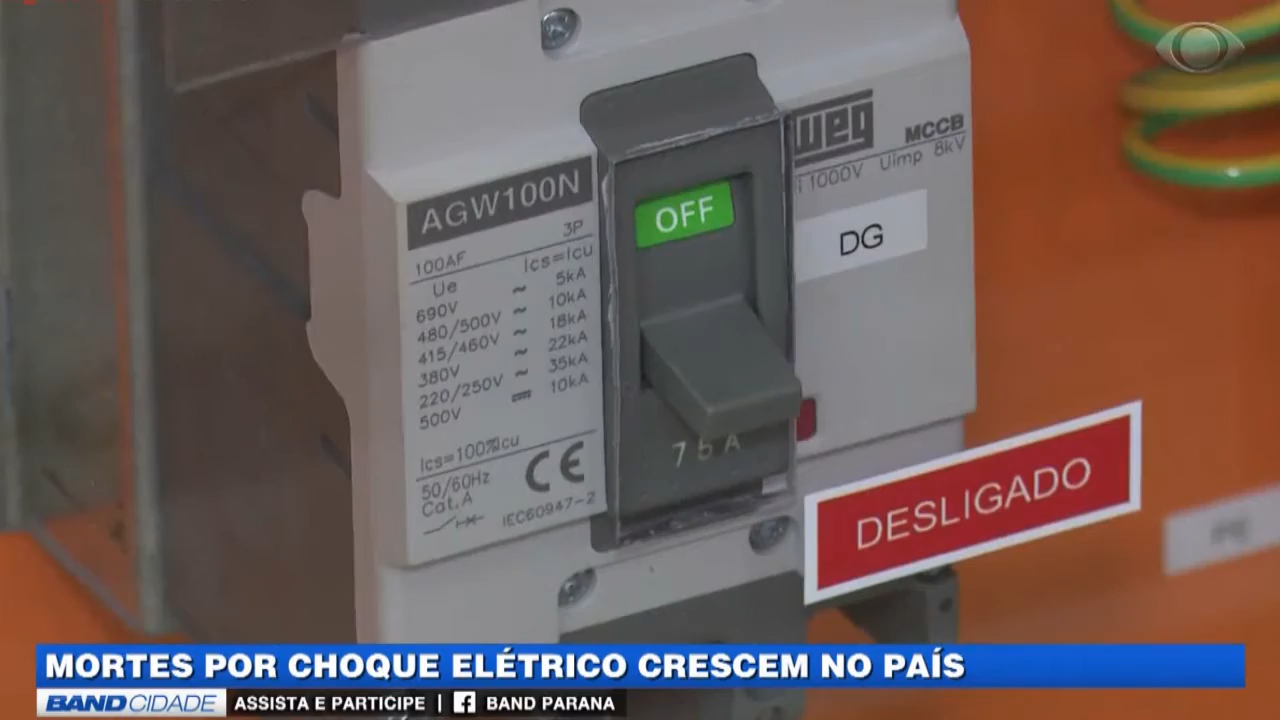 weg
MCCB
i 1000V Uimp 8kV
AGW100N
100AF 3P
Ue Ics=Icu
690V ~ 5kA
480/500V ~ 10kA
415/460V ~ 18kA
380V ~ 22kA
220/250V ~ 35kA
500V 10kA
Ics=100%Icu
50/60Hz
Cat.A
CE
IEC60947-2
OFF
75A
DG
DESLIGADO
PE
MORTES POR CHOQUE ELÉTRICO CRESCEM NO PAÍS
BAND CIDADE ASSISTA E PARTICIPE | f BAND PARANA